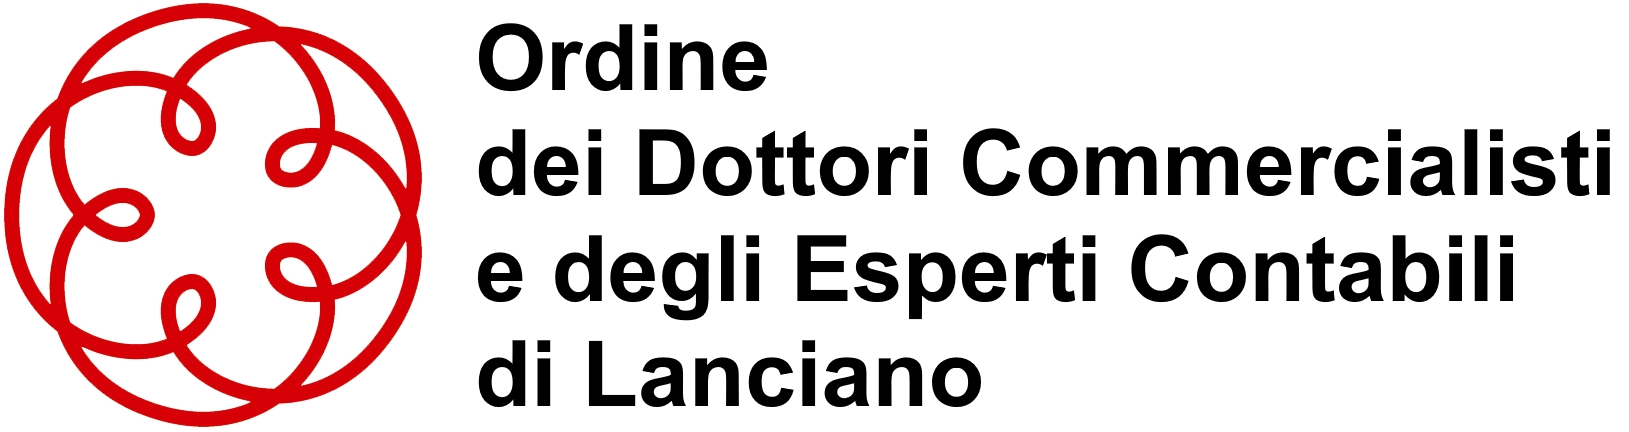 Ordine
dei Dottori Commercialisti
e degli Esperti Contabili
di Lanciano